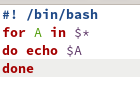 #! /bin/bash
for A in $*
do echo $A
done